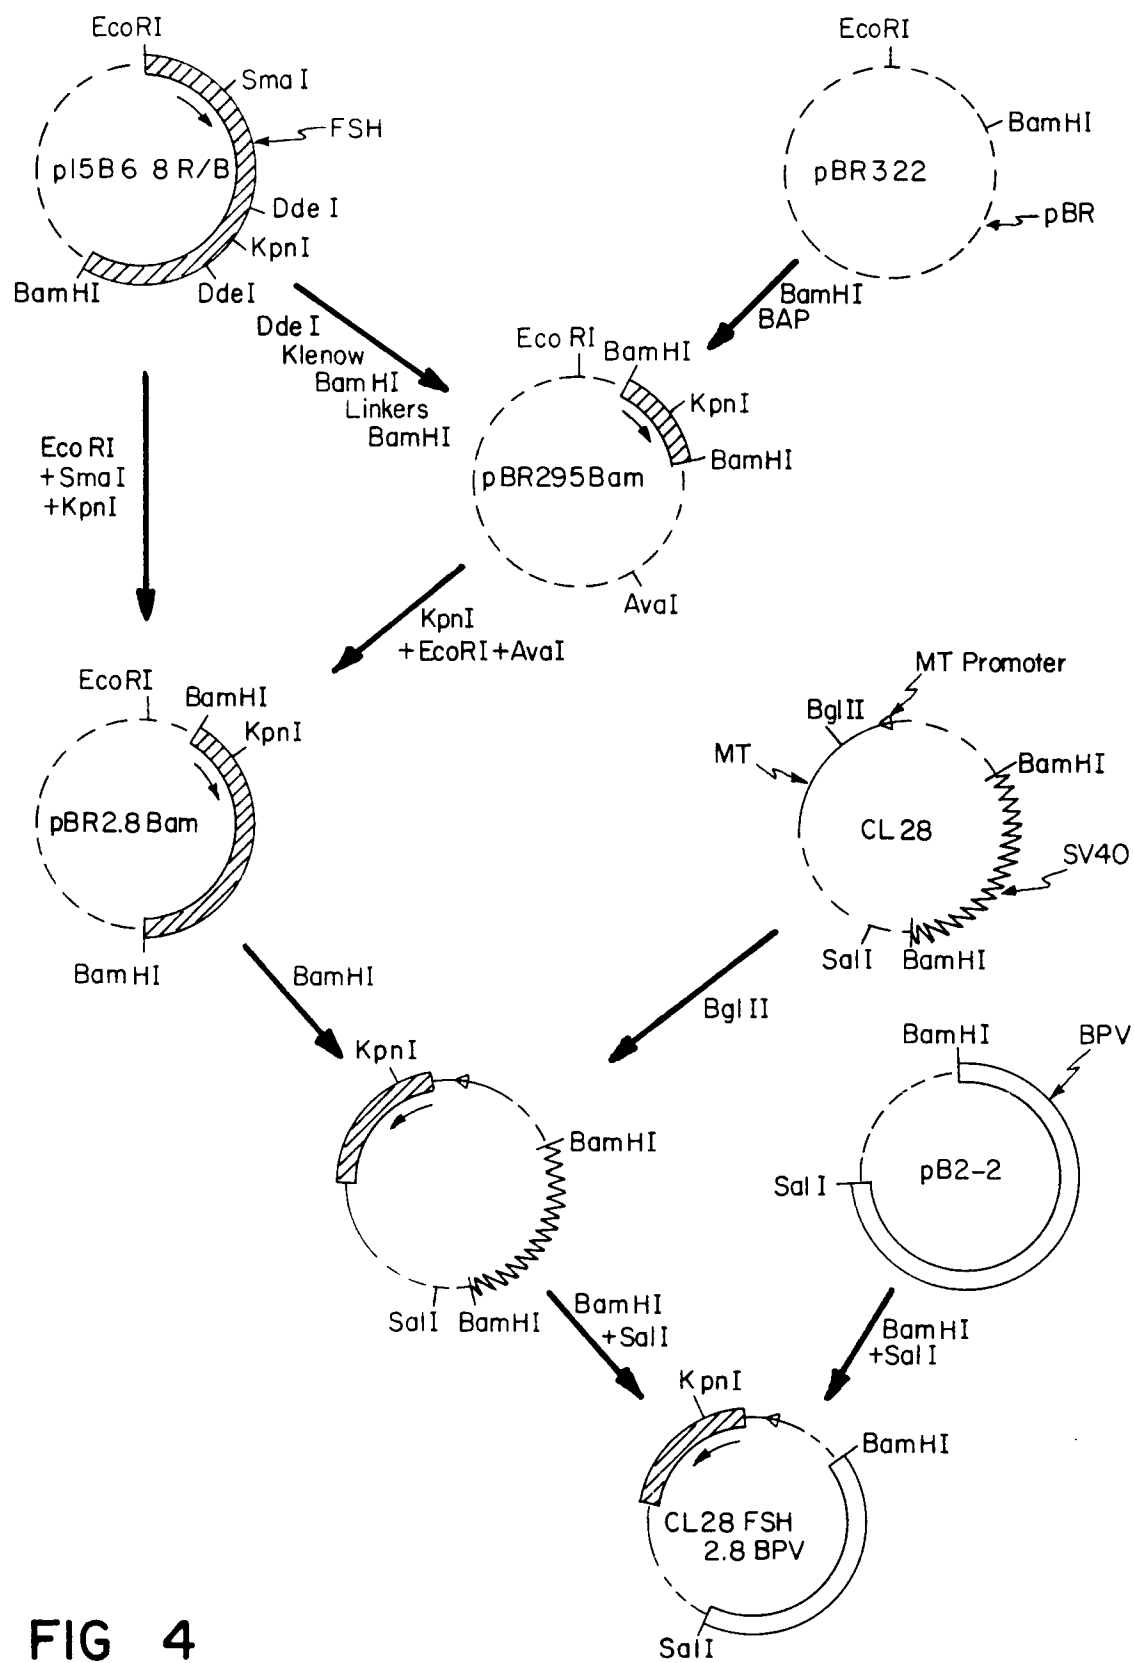 EcoRI
SmaI
FSH
p15B6 8R/B
DdeI
KpnI
DdeI
BamHI
EcoRI
BamHI
pBR322
pBR
BamHI
BAP
DdeI
Klenow
BamHI
Linkers
BamHI
EcoRI
+SmaI
+KpnI
EcoRI
BamHI
KpnI
BamHI
pBR295Bam
AvaI
KpnI
+EcoRI+AvaI
EcoRI
BamHI
KpnI
pBR2.8Bam
BamHI
MT Promoter
BglII
MT
BamHI
CL28
SV40
SalI
BamHI
BamHI
BglII
KpnI
BamHI
SalI
BamHI
BamHI
BPV
pB2-2
SalI
BamHI
+SalI
BamHI
+SalI
KpnI
BamHI
CL28 FSH
2.8 BPV
SalI
FIG 4